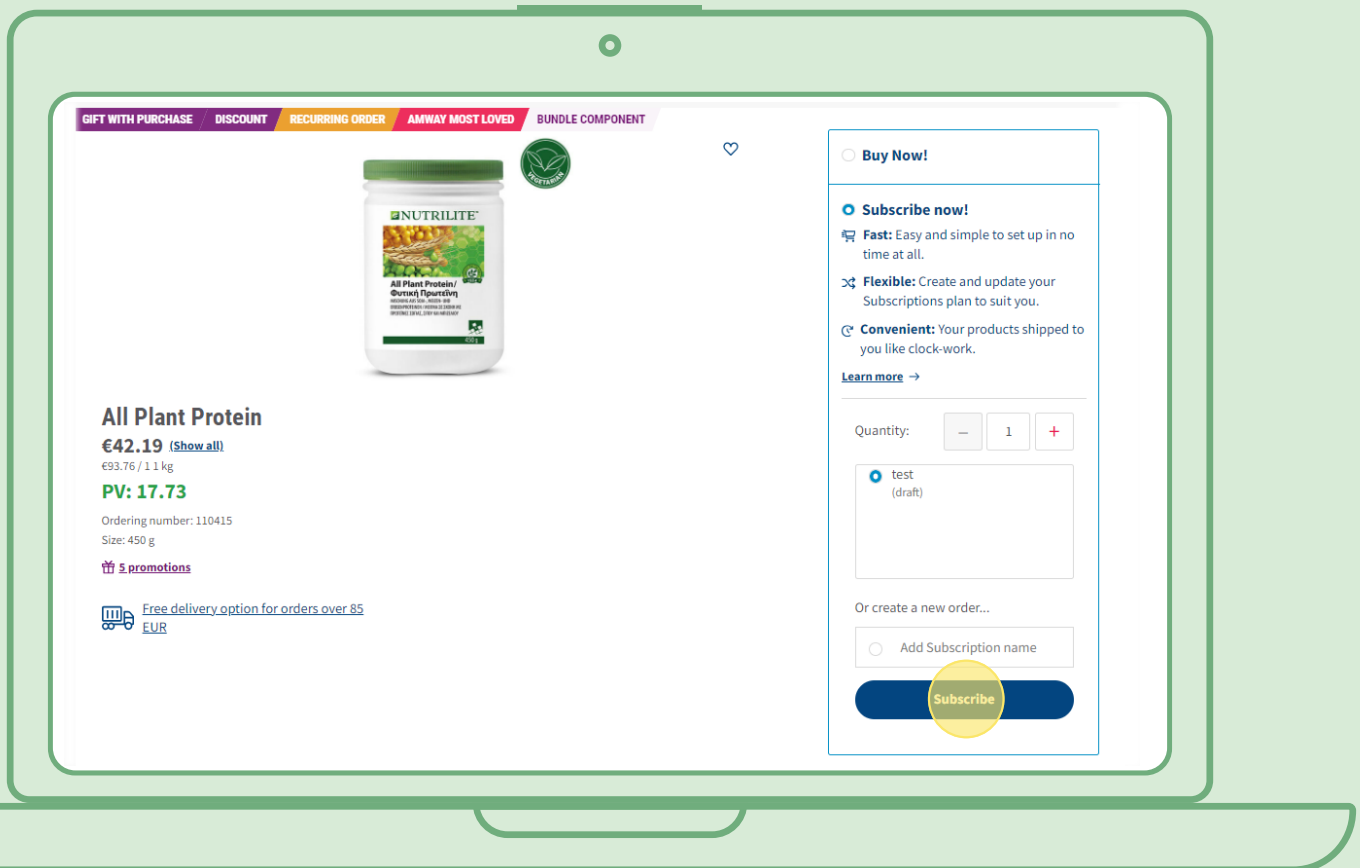 GIFT WITH PURCHASE DISCOUNT RECURRING ORDER AMWAY MOST LOVED BUNDLE COMPONENT
VEGETARIAN
NUTRILITE™
All Plant Protein/
Φυτική Πρωτεΐνη
450 g
All Plant Protein
€42.19 (Show all)
€93.76 / 1 1 kg
PV: 17.73
Ordering number: 110415
Size: 450 g
5 promotions
Free delivery option for orders over 85
EUR
Buy Now!
Subscribe now!
Fast: Easy and simple to set up in no
time at all.
Flexible: Create and update your
Subscriptions plan to suit you.
Convenient: Your products shipped to
you like clock-work.
Learn more →
Quantity: – 1 +
test
(draft)
Or create a new order...
Add Subscription name
Subscribe